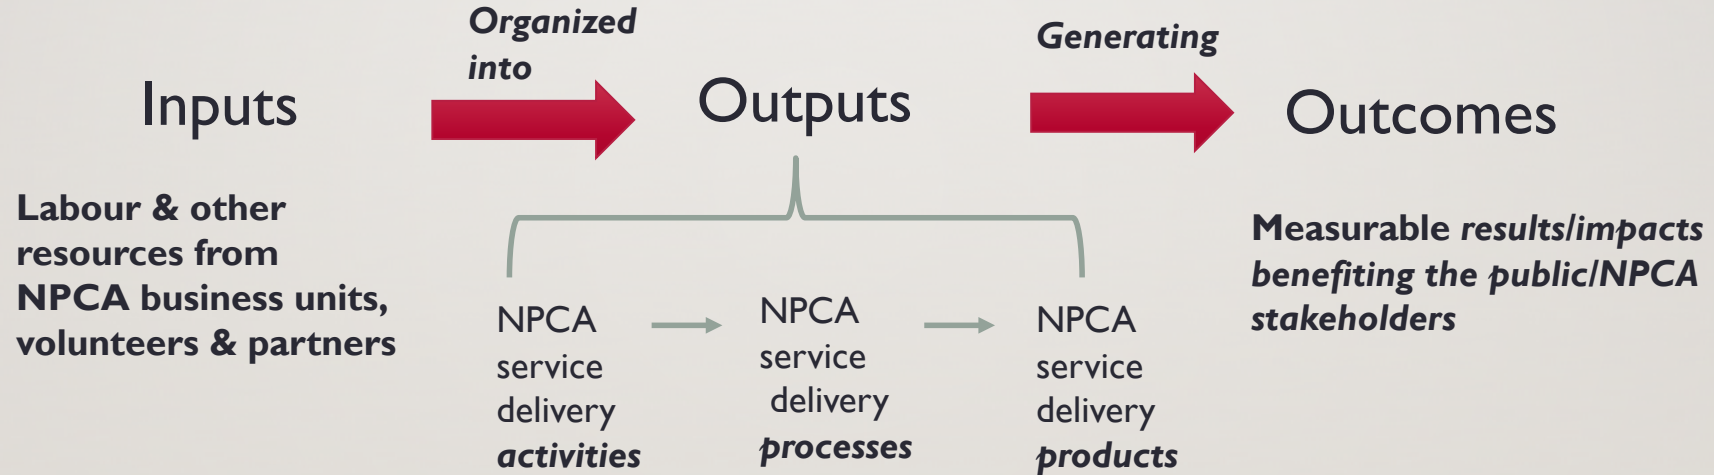 Organized
into
Generating
Inputs
Outputs
Outcomes
Labour & other
resources from
NPCA business units,
volunteers & partners
NPCA
service
delivery
activities
NPCA
service
delivery
processes
NPCA
service
delivery
products
Measurable results/impacts
benefiting the public/NPCA
stakeholders